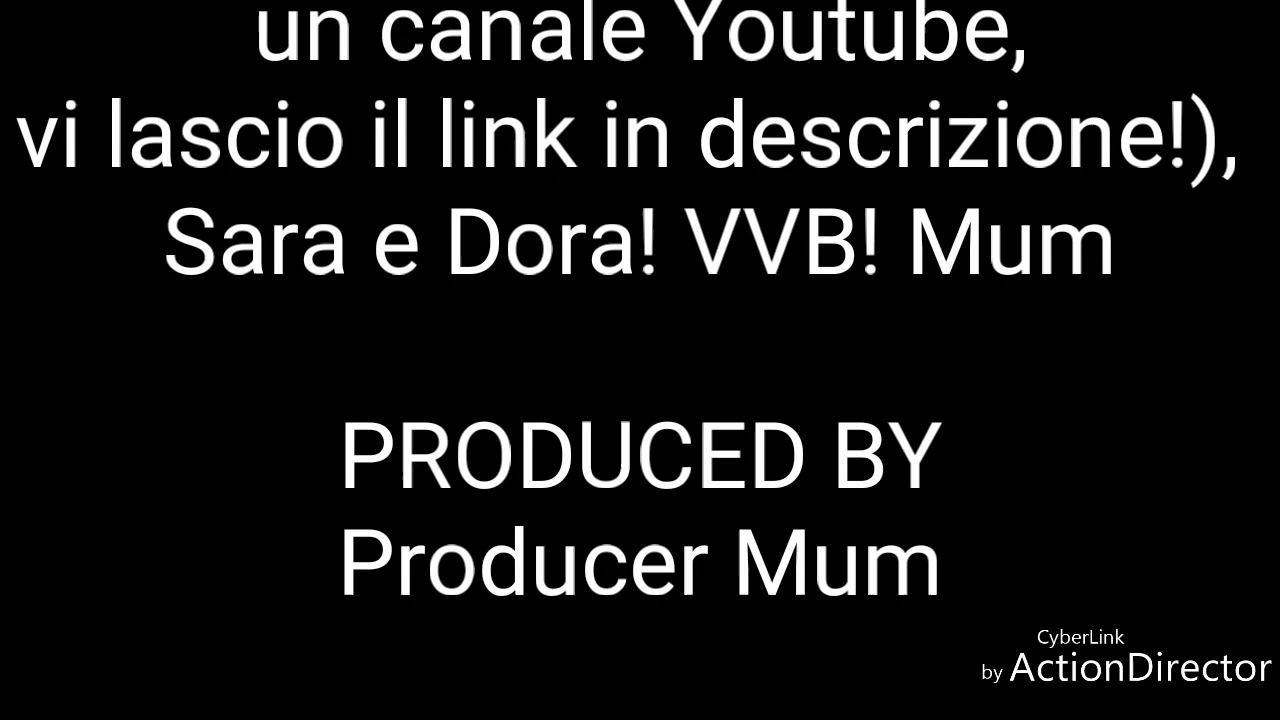 un canale Youtube,
vi lascio il link in descrizione!),
Sara e Dora! VVB! Mum
PRODUCED BY
Producer Mum
CyberLink
by ActionDirector